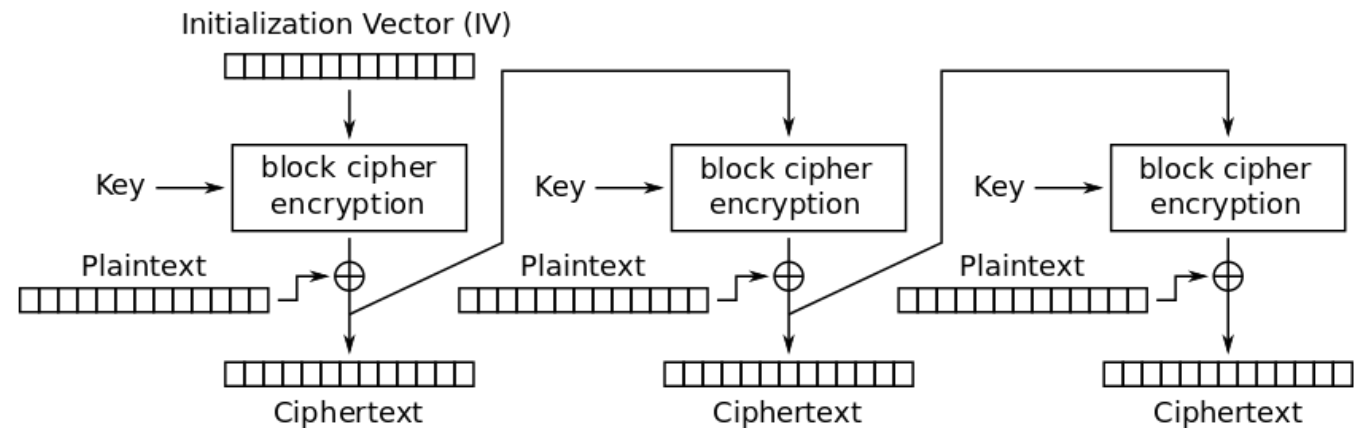 Initialization Vector (IV)
block cipher
encryption
Key
Plaintext
Ciphertext
block cipher
encryption
Key
Plaintext
Ciphertext
block cipher
encryption
Key
Plaintext
Ciphertext